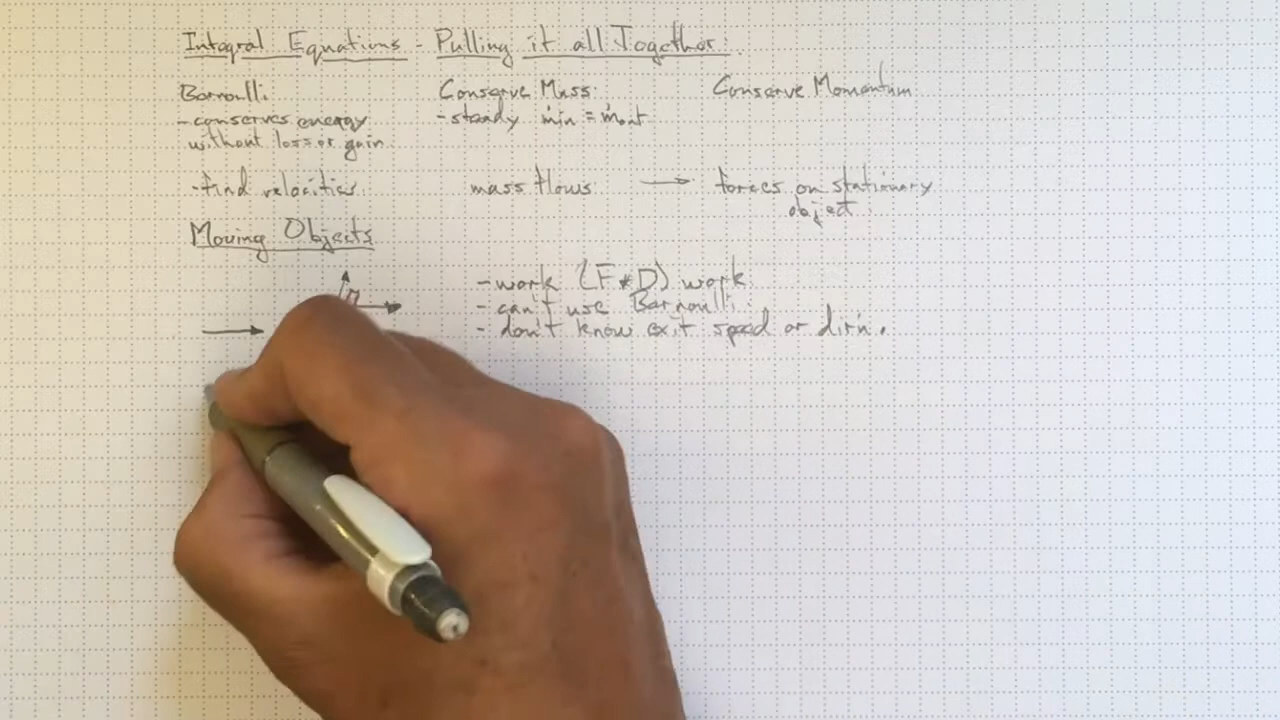 Integral Equations - Pulling it all Together.
Bernoulli
Conserve Mass:
Conserve Momentum
- conserves energy
without loss or gain.
- steady ṁin = ṁout
- find velocities
mass flows → forces on stationary
object.
Moving Objects
- work (F*D) work
- can't use Bernoulli.
- don't know exit speed or dir'n.